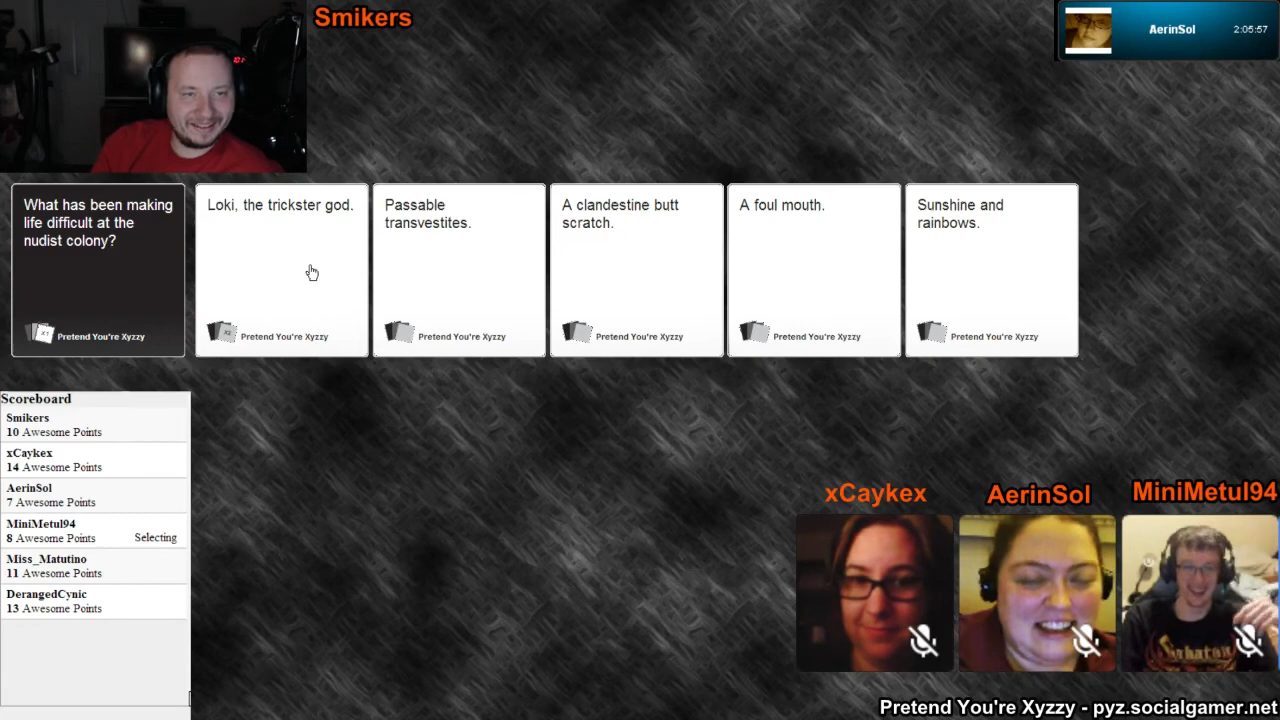 Smikers
AerinSol
2:05:57
What has been making
life difficult at the
nudist colony?
X1
Pretend You're Xyzzy
Loki, the trickster god.
X2
Pretend You're Xyzzy
Passable
transvestites.
Pretend You're Xyzzy
A clandestine butt
scratch.
Pretend You're Xyzzy
A foul mouth.
Pretend You're Xyzzy
Sunshine and
rainbows.
Pretend You're Xyzzy
Scoreboard
Smikers
10 Awesome Points
xCaykex
14 Awesome Points
AerinSol
7 Awesome Points
MiniMetul94
8 Awesome Points
Selecting
Miss_Matutino
11 Awesome Points
DerangedCynic
13 Awesome Points
xCaykex
AerinSol
MiniMetul94
Sabaton
Pretend You're Xyzzy - pyz.socialgamer.net